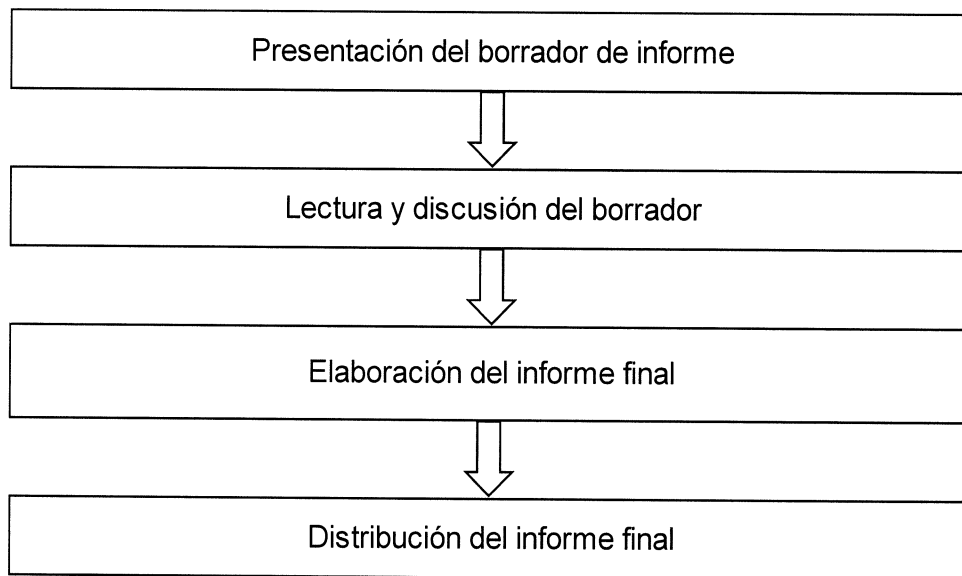 Presentación del borrador de informe
Lectura y discusión del borrador
Elaboración del informe final
Distribución del informe final